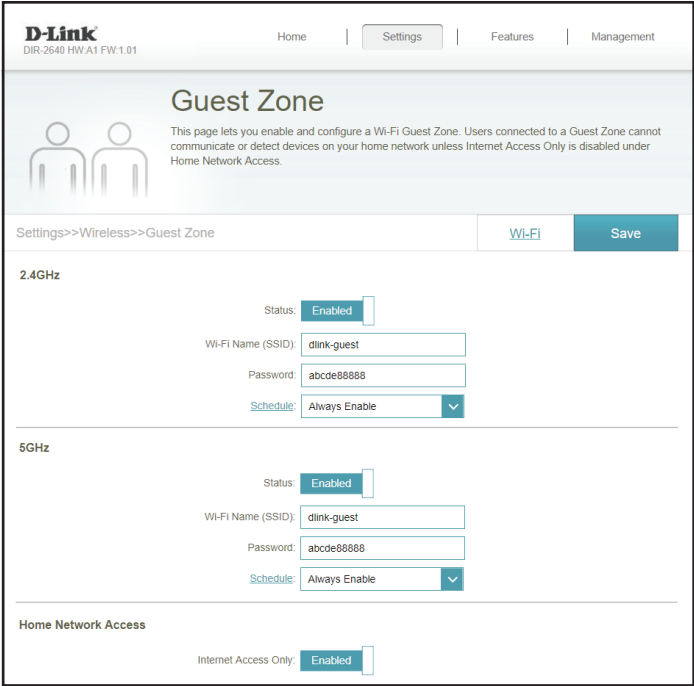 D-Link
DIR-2640 HW:A1 FW:1.01
Home
Settings
Features
Management
Guest Zone
This page lets you enable and configure a Wi-Fi Guest Zone. Users connected to a Guest Zone cannot
communicate or detect devices on your home network unless Internet Access Only is disabled under
Home Network Access.
Settings>>Wireless>>Guest Zone
Wi-Fi
Save
2.4GHz
Status: Enabled
Wi-Fi Name (SSID): dlink-guest
Password: abcde88888
Schedule: Always Enable
5GHz
Status: Enabled
Wi-Fi Name (SSID): dlink-guest
Password: abcde88888
Schedule: Always Enable
Home Network Access
Internet Access Only: Enabled